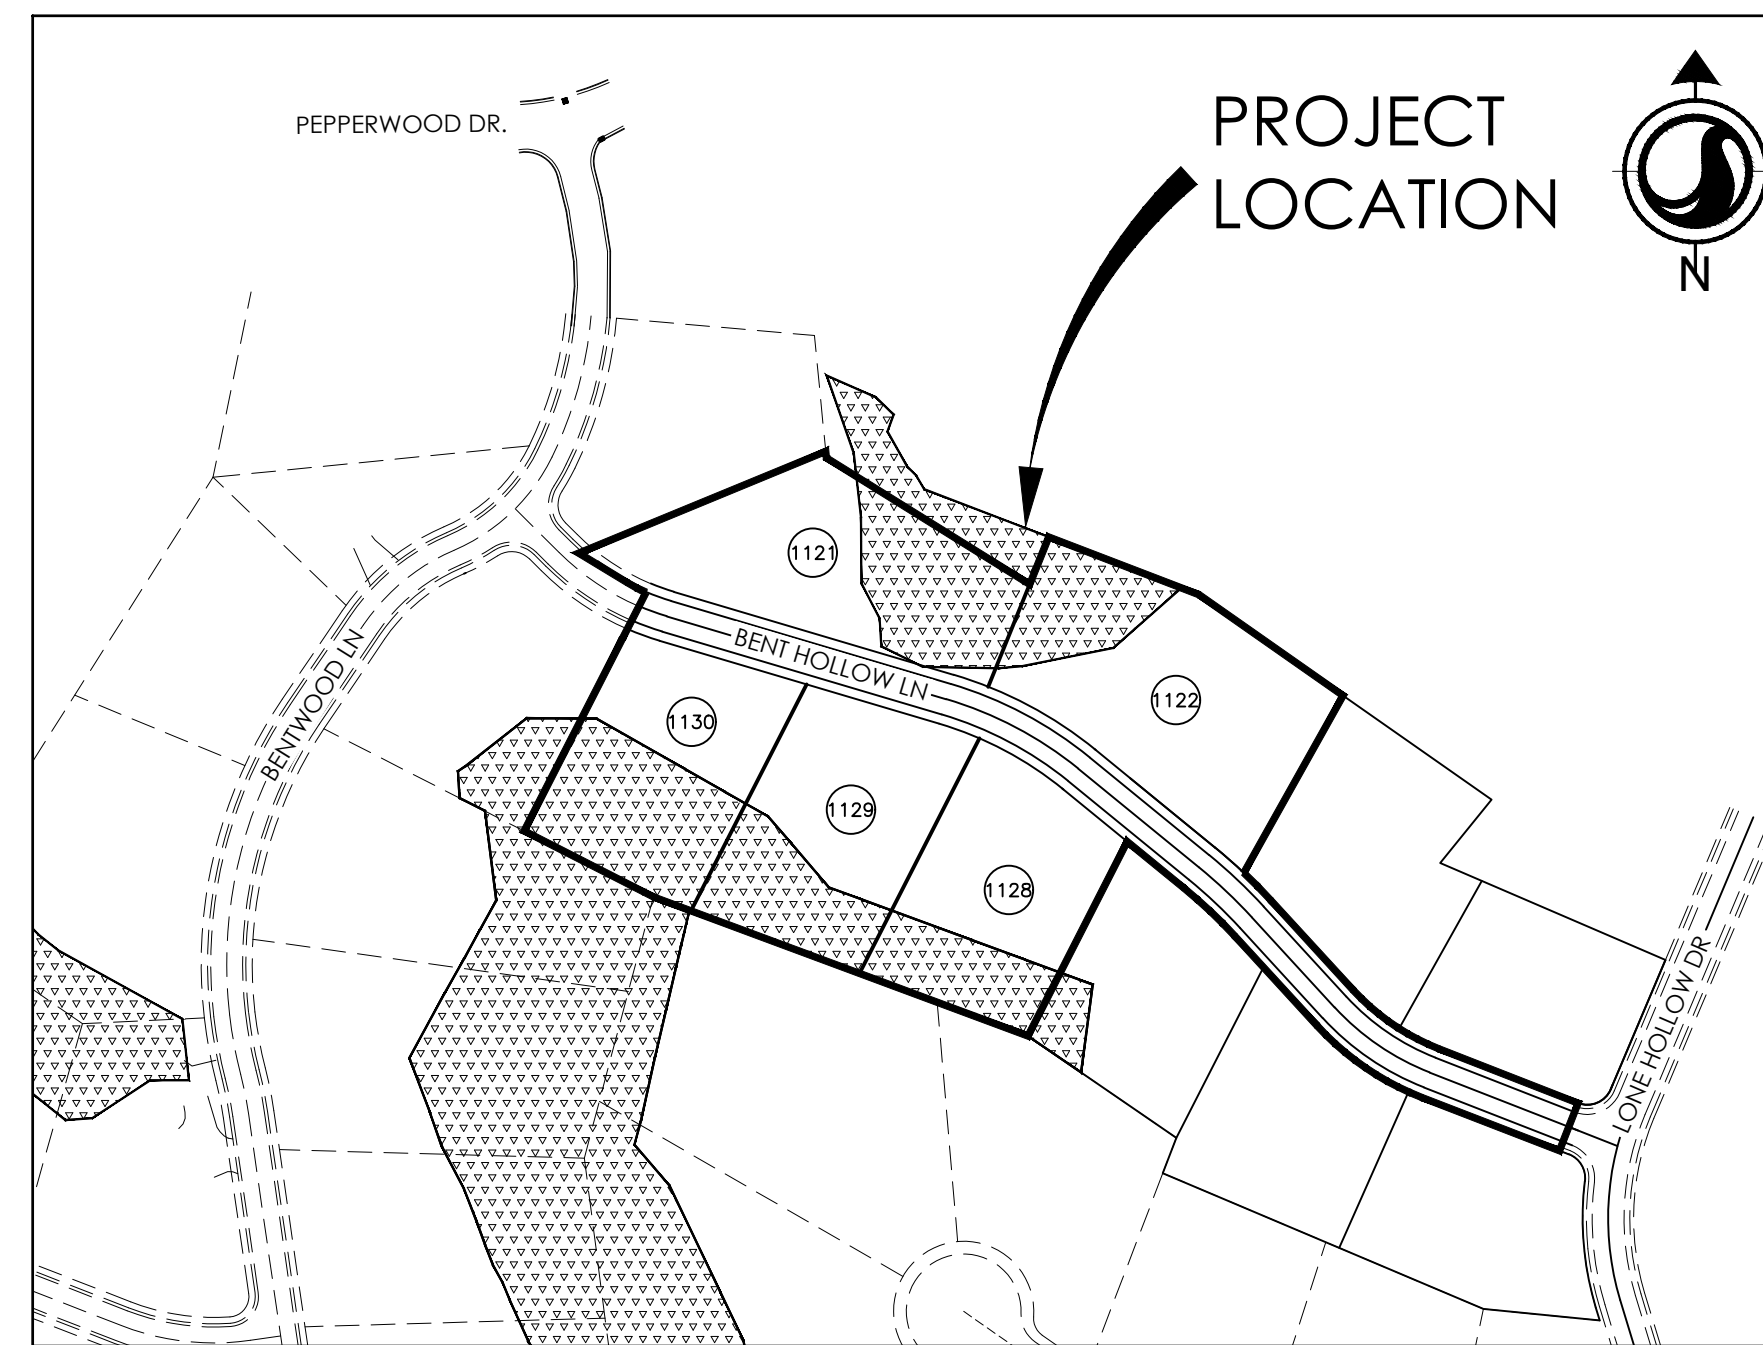 PEPPERWOOD DR.
PROJECT
LOCATION
N
1121
BENT HOLLOW LN
1122
1130
BENTWOOD LN
1129
1128
LONE HOLLOW DR